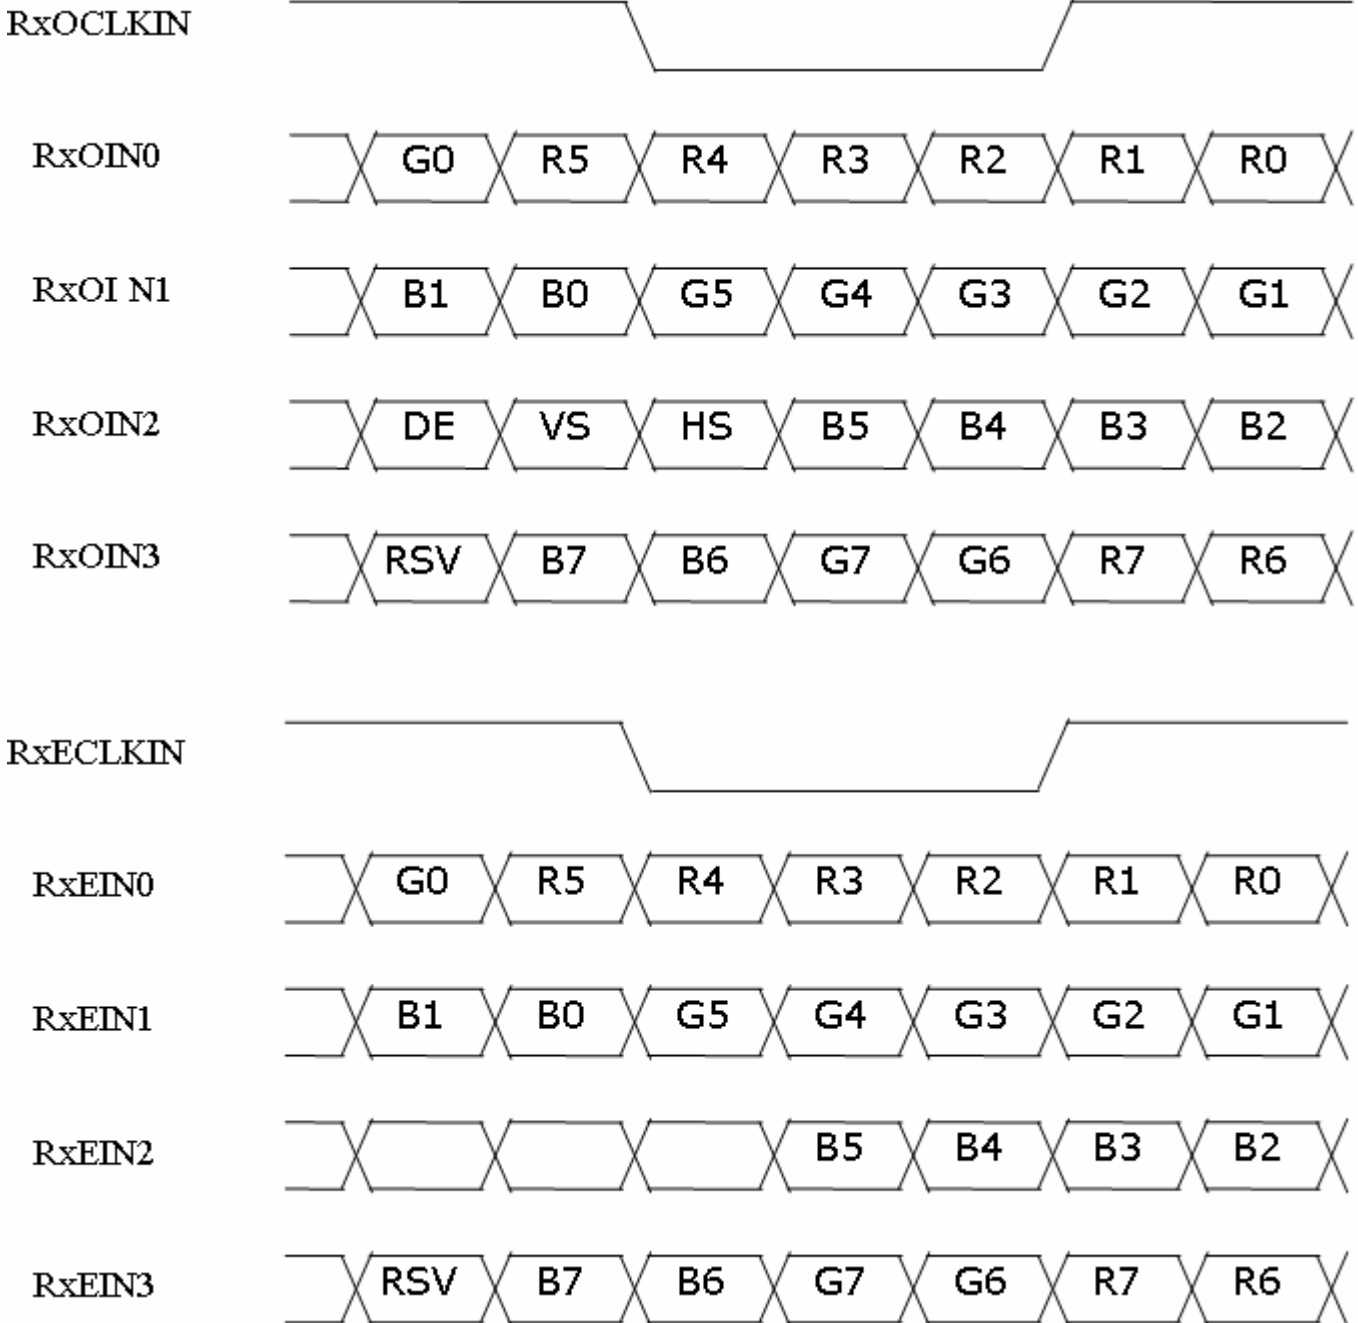 RxOCLKIN
RxOIN0 G0 R5 R4 R3 R2 R1 R0
RxOI N1 B1 B0 G5 G4 G3 G2 G1
RxOIN2 DE VS HS B5 B4 B3 B2
RxOIN3 RSV B7 B6 G7 G6 R7 R6
RxECLKIN
RxEIN0 G0 R5 R4 R3 R2 R1 R0
RxEIN1 B1 B0 G5 G4 G3 G2 G1
RxEIN2 B5 B4 B3 B2
RxEIN3 RSV B7 B6 G7 G6 R7 R6